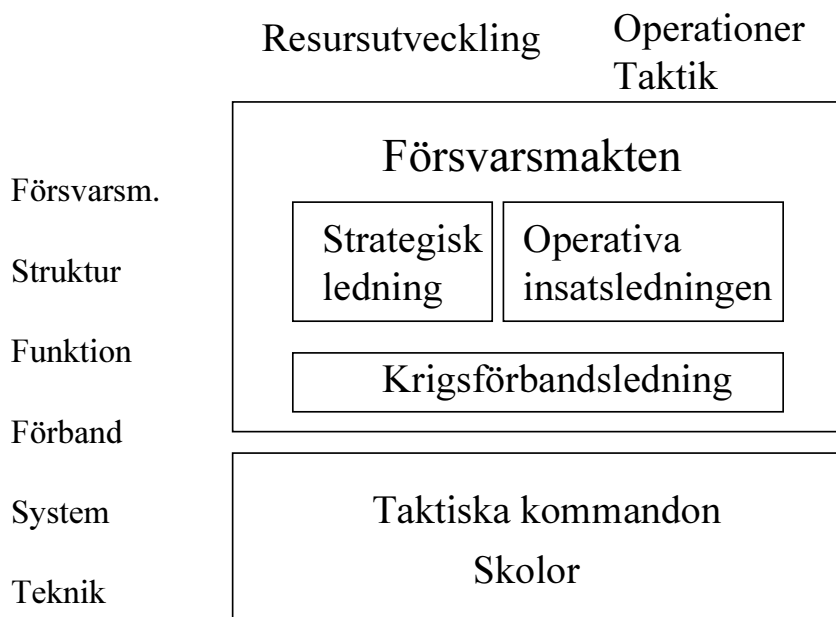 Resursutveckling
Operationer
Taktik
Försvarsmakten
Försvarsm.
Strategisk
ledning
Operativa
insatsledningen
Struktur
Funktion
Krigsförbandsledning
Förband
System
Taktiska kommandon
Skolor
Teknik